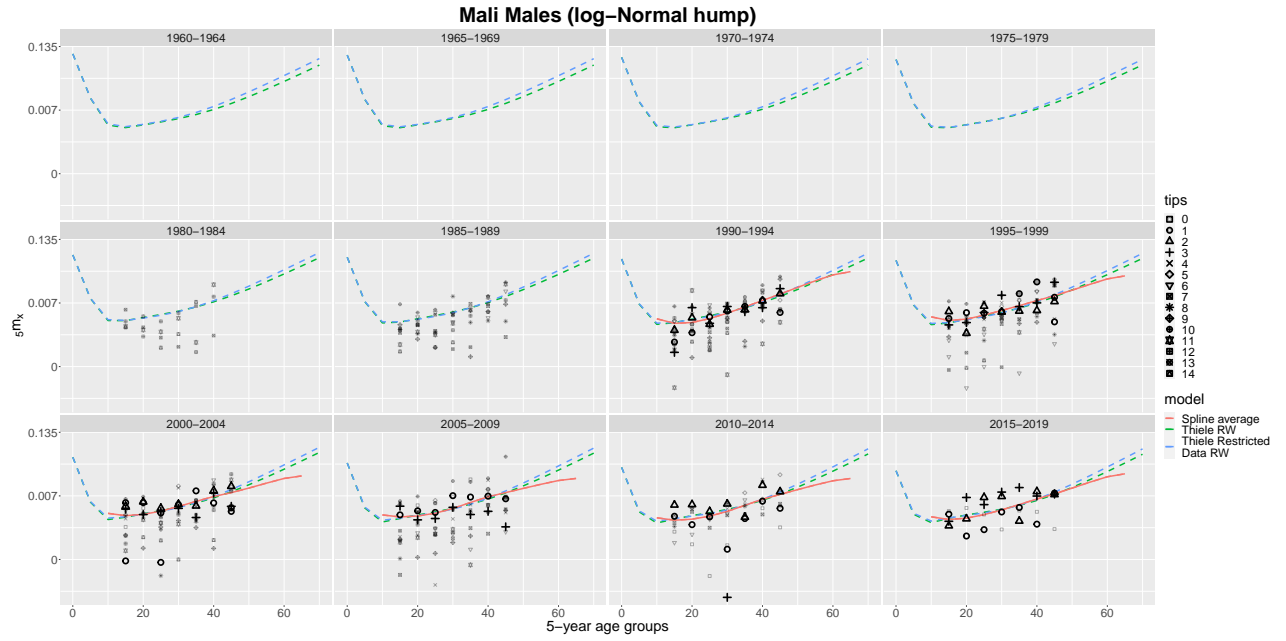 Mali Males (log−Normal hump)
1960−1964
1965−1969
1970−1974
1975−1979
0.135
0.007
0
1980−1984
1985−1989
1990−1994
1995−1999
0.135
0.007
0
2000−2004
2005−2009
2010−2014
2015−2019
0.135
0.007
0
5mx
0 20 40 60
0 20 40 60
0 20 40 60
0 20 40 60
5−year age groups
tips
0
1
2
3
4
5
6
7
8
9
10
11
12
13
14
model
Spline average
Thiele RW
Thiele Restricted
Data RW